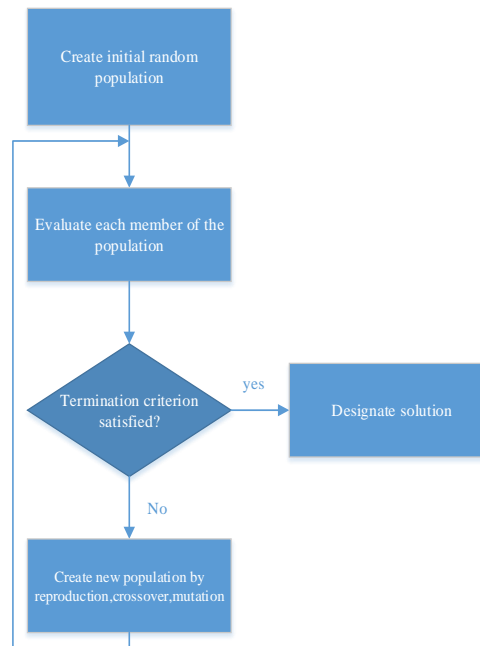 Create initial random
population
Evaluate each member of the
population
Termination criterion
satisfied?
yes
Designate solution
No
Create new population by
reproduction,crossover,mutation